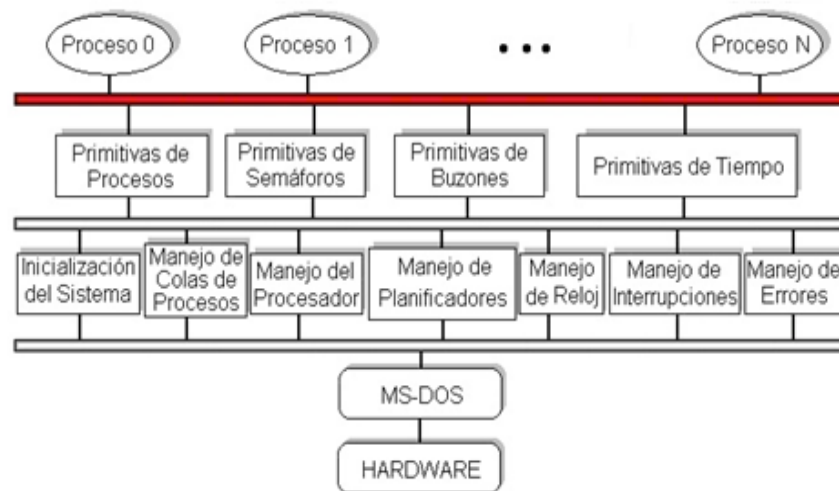 Proceso 0
Proceso 1
• • •
Proceso N
Primitivas de
Procesos
Primitivas de
Semáforos
Primitivas de
Buzones
Primitivas de Tiempo
Inicialización
del Sistema
Manejo de
Colas de
Procesos
Manejo del
Procesador
Manejo de
Planificadores
Manejo
de Reloj
Manejo de
Interrupciones
Manejo de
Errores
MS-DOS
HARDWARE